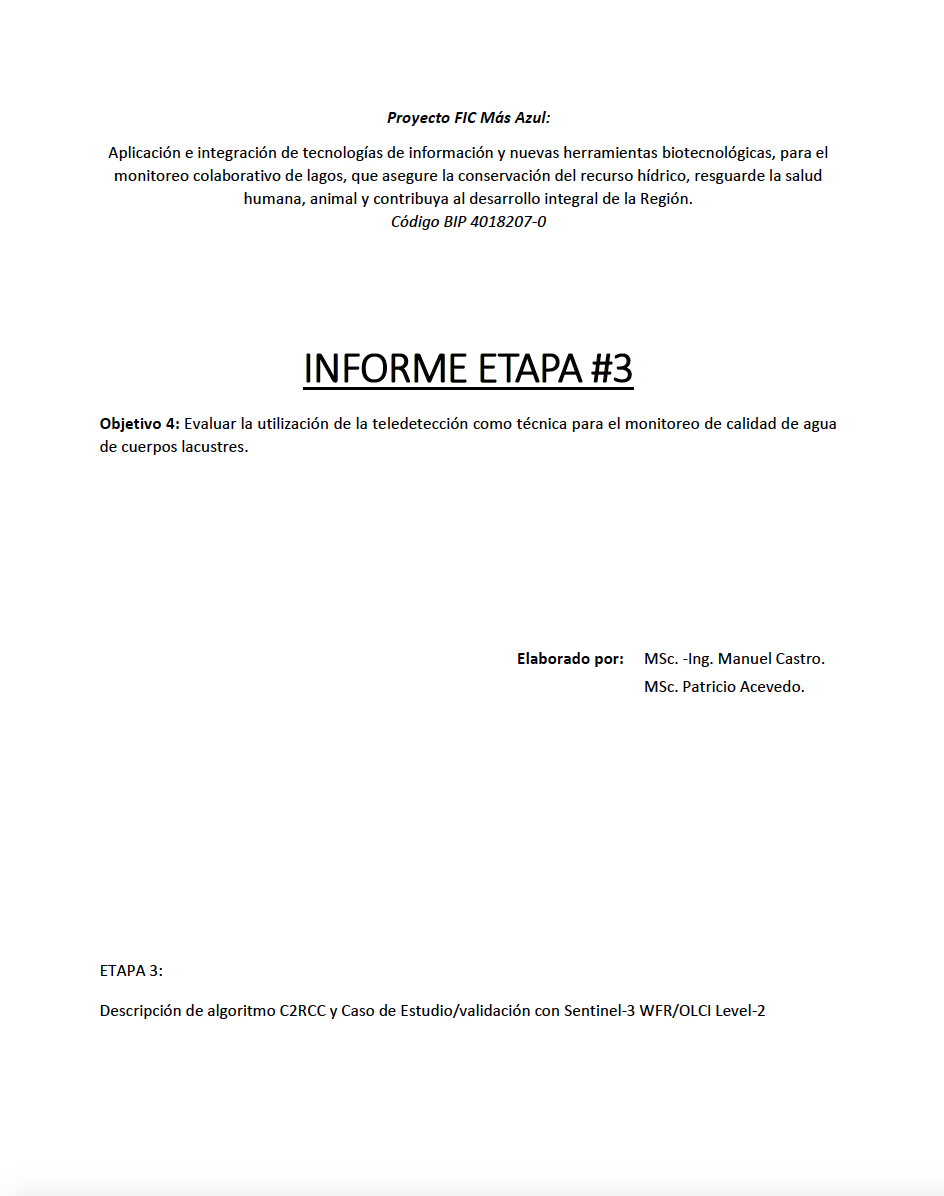 Proyecto FIC Más Azul:
Aplicación e integración de tecnologías de información y nuevas herramientas biotecnológicas, para el
monitoreo colaborativo de lagos, que asegure la conservación del recurso hídrico, resguarde la salud
humana, animal y contribuya al desarrollo integral de la Región.
Código BIP 4018207-0
INFORME ETAPA #3
Objetivo 4: Evaluar la utilización de la teledetección como técnica para el monitoreo de calidad de agua
de cuerpos lacustres.
Elaborado por: MSc. -Ing. Manuel Castro.
MSc. Patricio Acevedo.
ETAPA 3:
Descripción de algoritmo C2RCC y Caso de Estudio/validación con Sentinel-3 WFR/OLCI Level-2